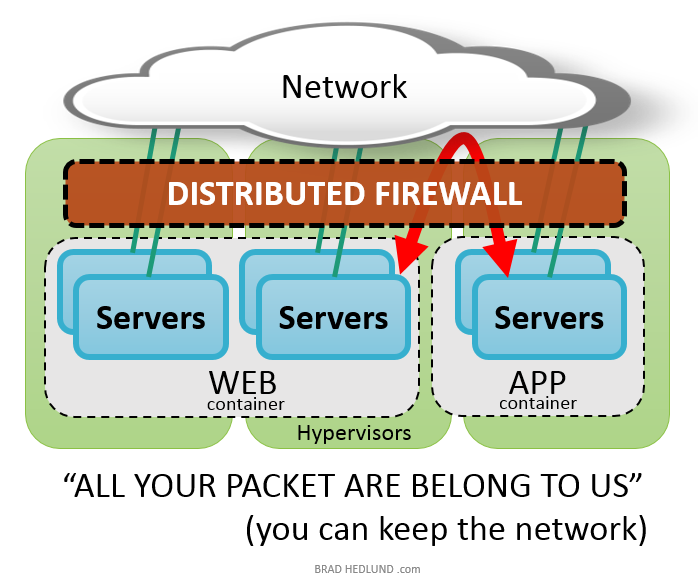 Network
DISTRIBUTED FIREWALL
Servers
Servers
Servers
WEB
container
APP
container
Hypervisors
“ALL YOUR PACKET ARE BELONG TO US”
(you can keep the network)
BRAD HEDLUND .com